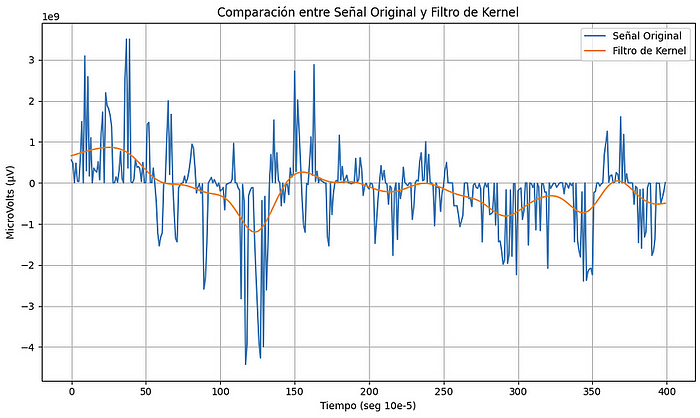 Comparación entre Señal Original y Filtro de Kernel
1e9
Señal Original
Filtro de Kernel
3
2
1
0
−1
−2
−3
−4
MicroVolts (μV)
0 50 100 150 200 250 300 350 400
Tiempo (seg 10e-5)